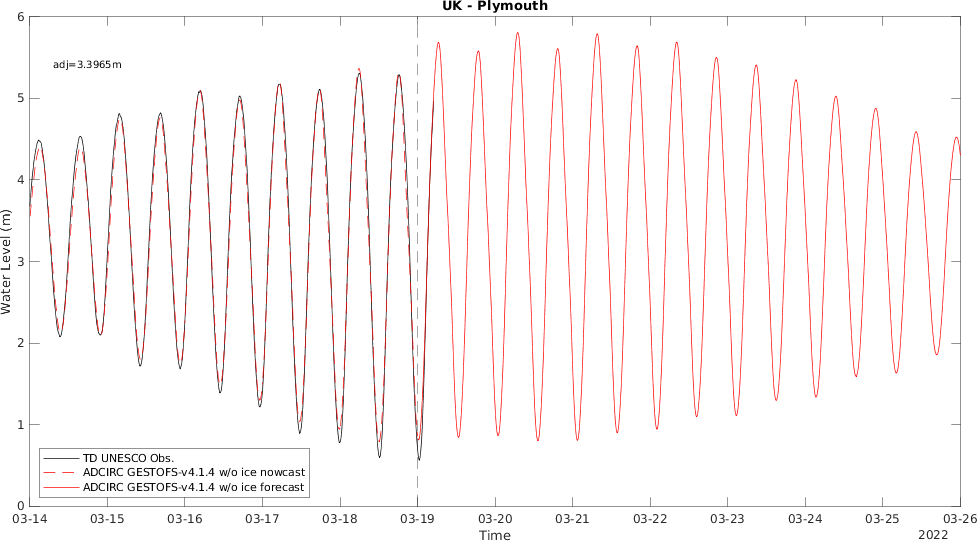 UK - Plymouth
adj=3.3965m
6
5
4
3
2
1
0
Water Level (m)
TD UNESCO Obs.
ADCIRC GESTOFS-v4.1.4 w/o ice nowcast
ADCIRC GESTOFS-v4.1.4 w/o ice forecast
03-14 03-15 03-16 03-17 03-18 03-19 03-20 03-21 03-22 03-23 03-24 03-25 03-26
Time
2022